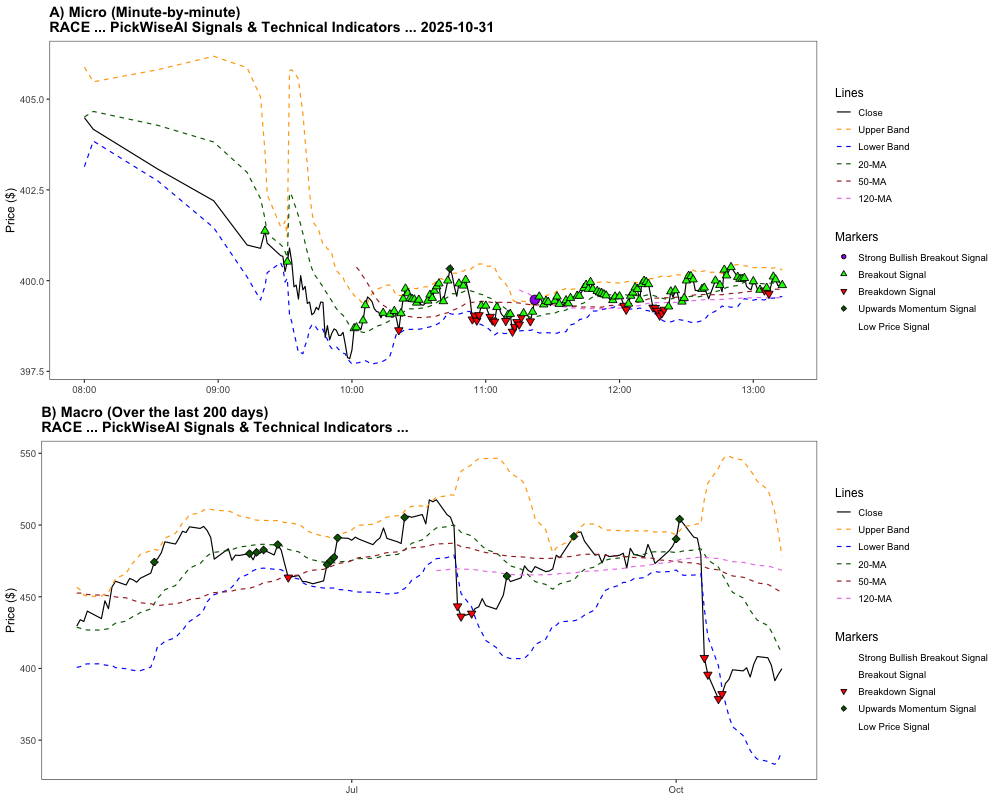 A) Micro (Minute-by-minute)
RACE ... PickWiseAI Signals & Technical Indicators ... 2025-10-31
Price ($)
405.0
402.5
400.0
397.5
08:00
09:00
10:00
11:00
12:00
13:00
Lines
Close
Upper Band
Lower Band
20-MA
50-MA
120-MA
Markers
Strong Bullish Breakout Signal
Breakout Signal
Breakdown Signal
Upwards Momentum Signal
Low Price Signal
B) Macro (Over the last 200 days)
RACE ... PickWiseAI Signals & Technical Indicators ...
Price ($)
550
500
450
400
350
Jul
Oct
Lines
Close
Upper Band
Lower Band
20-MA
50-MA
120-MA
Markers
Strong Bullish Breakout Signal
Breakout Signal
Breakdown Signal
Upwards Momentum Signal
Low Price Signal